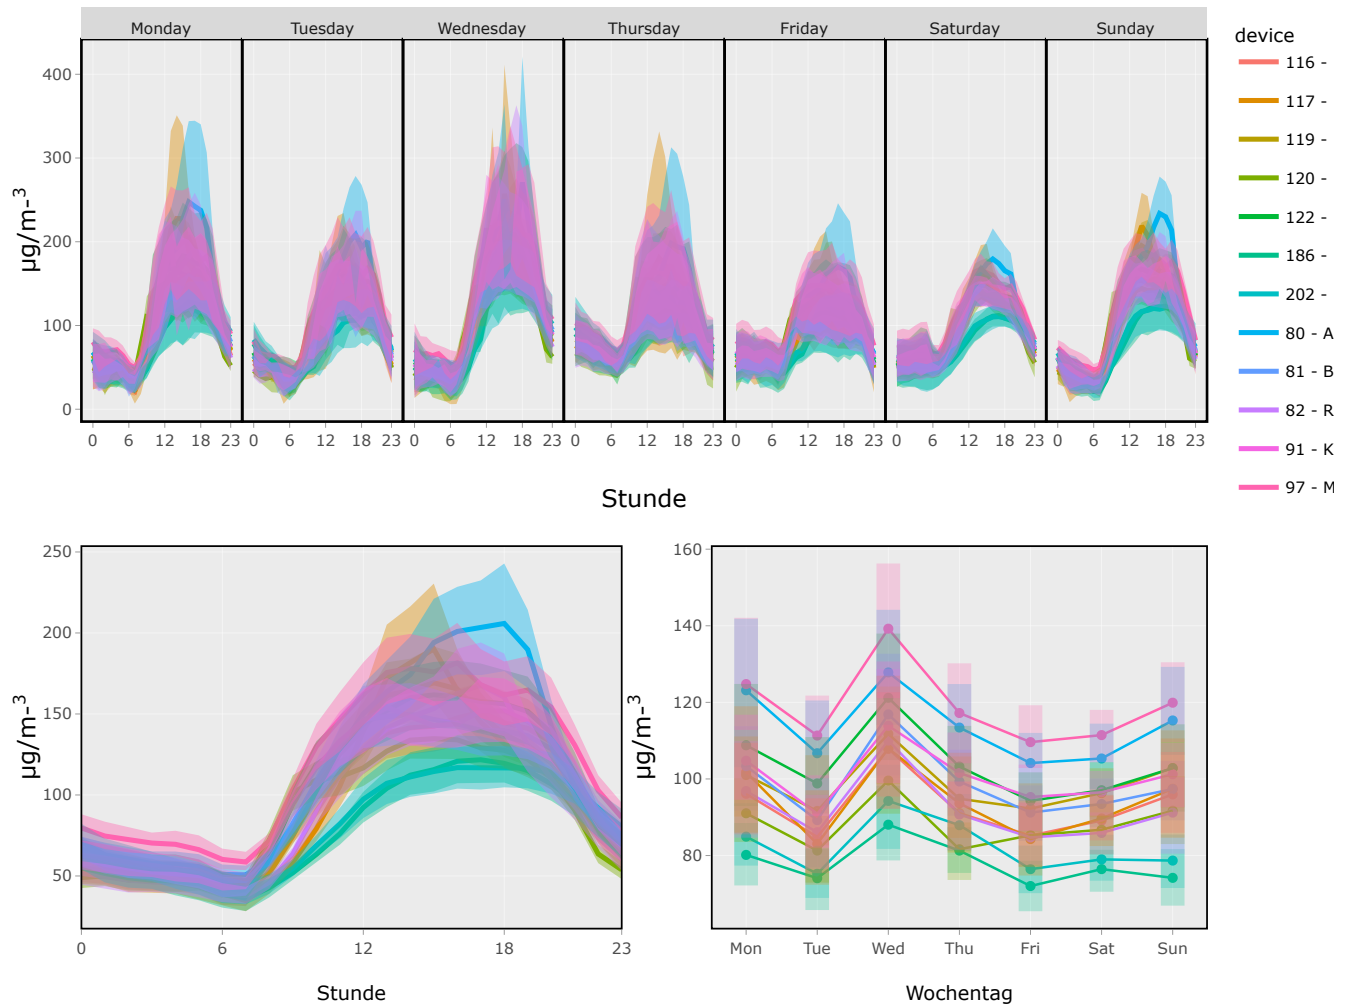 Monday Tuesday Wednesday Thursday Friday Saturday Sunday
device
116 -
117 -
119 -
120 -
122 -
186 -
202 -
80 - A
81 - B
82 - R
91 - K
97 - M
400
300
200
100
0
µg/m-³
0 6 12 18 23 0 6 12 18 23 0 6 12 18 23 0 6 12 18 23 0 6 12 18 23 0 6 12 18 23 0 6 12 18 23
Stunde
250
200
150
100
50
µg/m-³
0 6 12 18 23
Stunde
160
140
120
100
80
µg/m-³
Mon Tue Wed Thu Fri Sat Sun
Wochentag